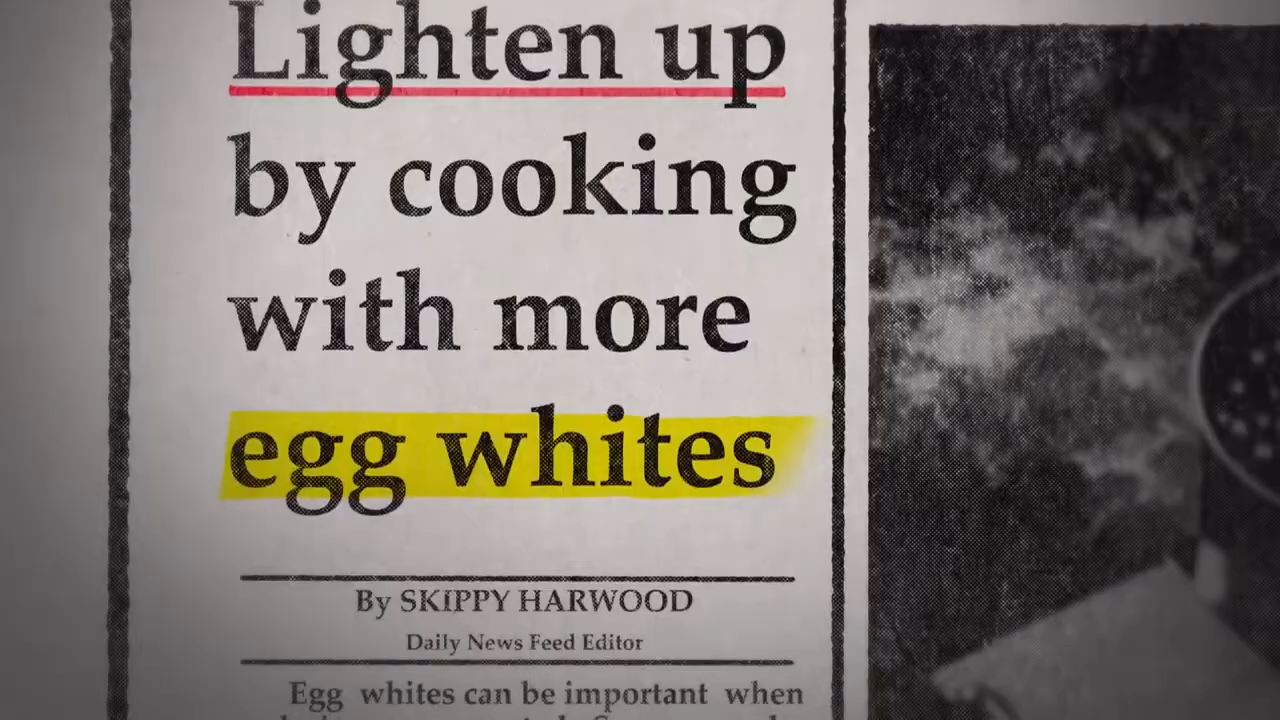 Lighten up
by cooking
with more
egg whites
By SKIPPY HARWOOD
Daily News Feed Editor
Egg whites can be important when